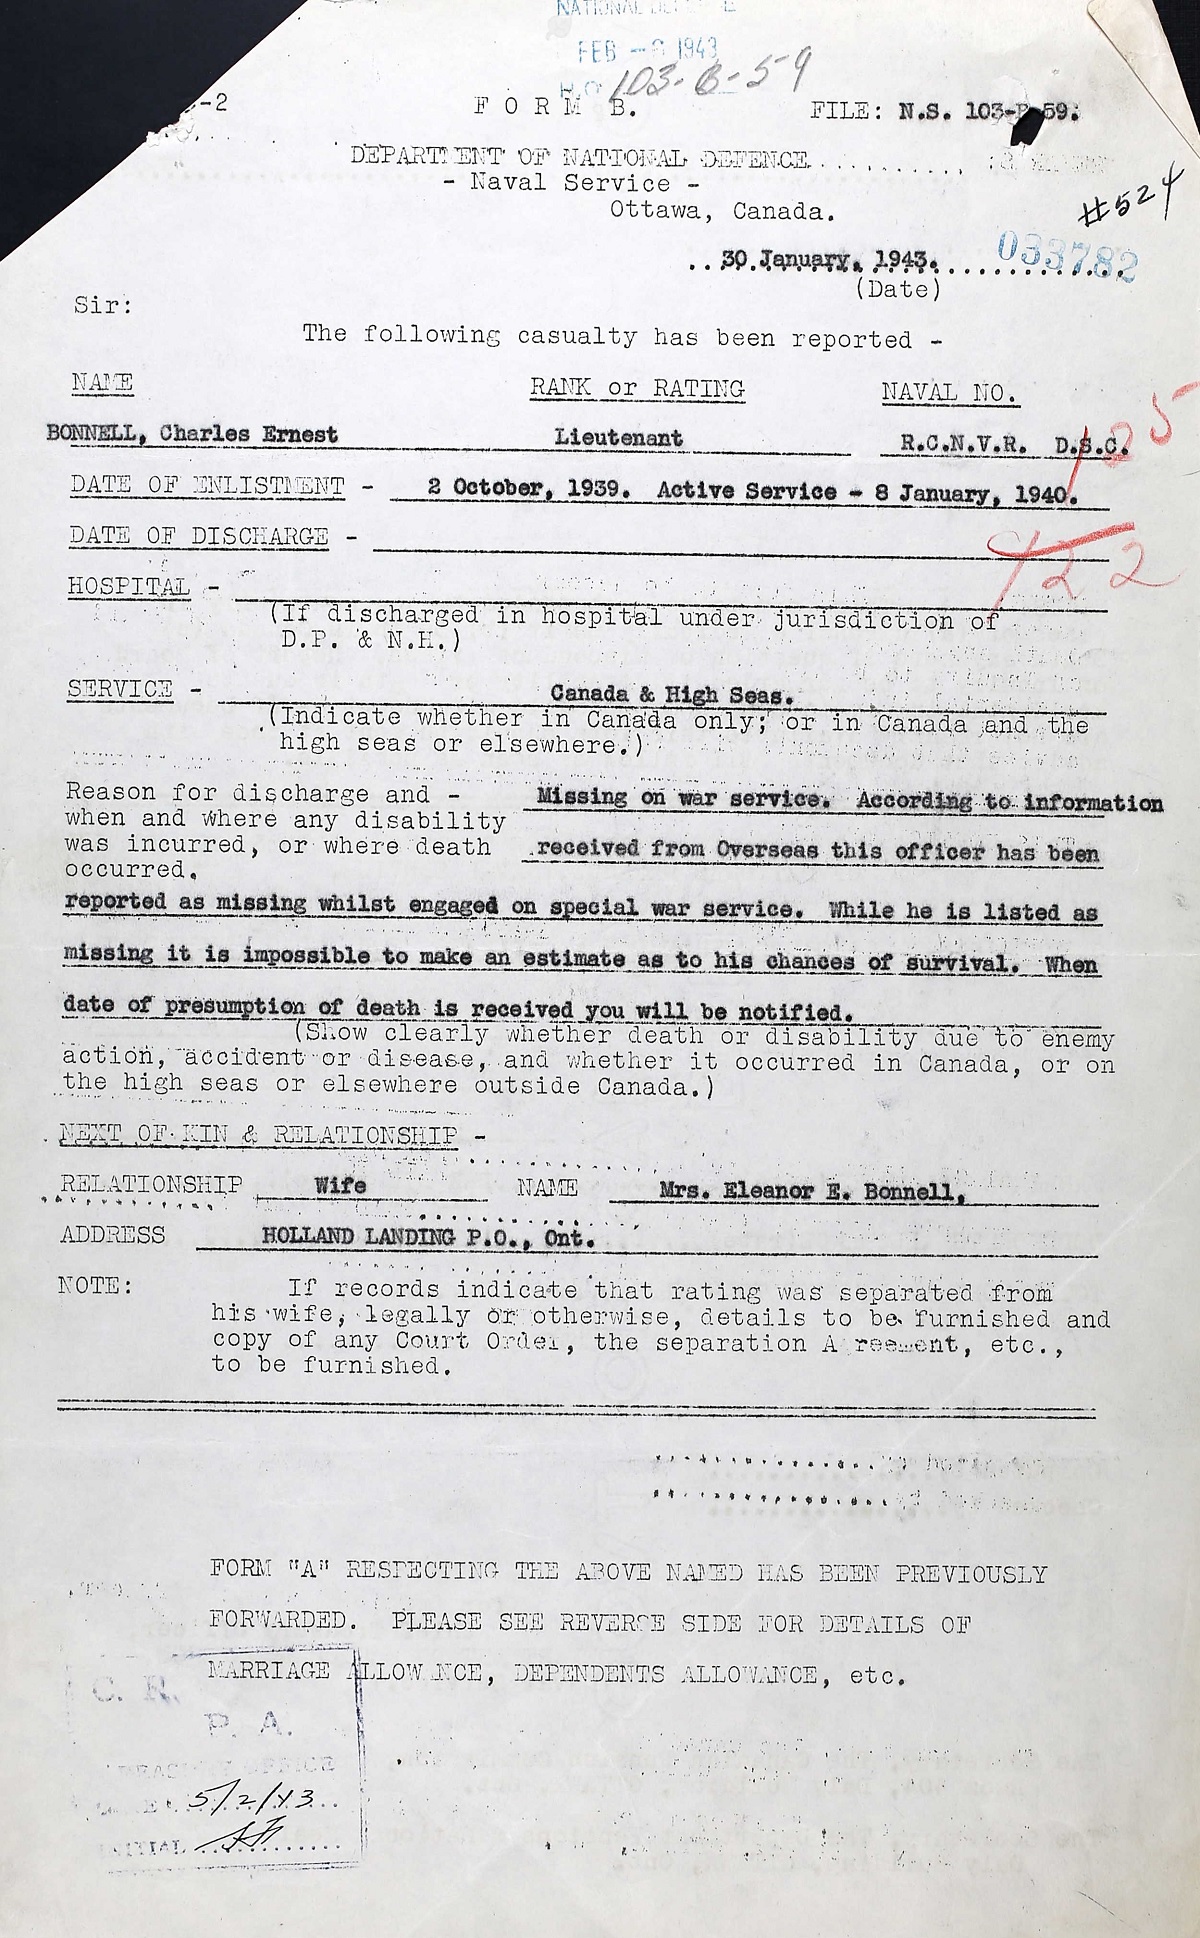 NATIONAL DEFENCE
FEB - 1943
H.Q. 103-B-59
-2
FORM B.
FILE: N.S. 103-B-59.
DEPARTMENT OF NATIONAL DEFENCE
- Naval Service -
Ottawa, Canada.
#524
30 January, 1943.
033782
(Date)
Sir:
The following casualty has been reported -
NAME RANK or RATING NAVAL NO.
BONNELL, Charles Ernest Lieutenant R.C.N.V.R. D.S.C.
DATE OF ENLISTMENT - 2 October, 1939. Active Service - 8 January, 1940.
DATE OF DISCHARGE -
HOSPITAL -
(If discharged in hospital under jurisdiction of
D.P. & N.H.)
SERVICE - Canada & High Seas.
(Indicate whether in Canada only; or in Canada and the
high seas or elsewhere.)
Reason for discharge and - Missing on war service. According to information
when and where any disability
was incurred, or where death received from Overseas this officer has been
occurred.
reported as missing whilst engaged on special war service. While he is listed as
missing it is impossible to make an estimate as to his chances of survival. When
date of presumption of death is received you will be notified.
(Show clearly whether death or disability due to enemy
action, accident or disease, and whether it occurred in Canada, or on
the high seas or elsewhere outside Canada.)
NEXT OF KIN & RELATIONSHIP -
RELATIONSHIP Wife NAME Mrs. Eleanor E. Bonnell,
ADDRESS HOLLAND LANDING P.O., Ont.
NOTE: If records indicate that rating was separated from
his wife, legally or otherwise, details to be furnished and
copy of any Court Order, the separation Agreement, etc.,
to be furnished.
FORM "A" RESPECTING THE ABOVE NAMED HAS BEEN PREVIOUSLY
FORWARDED. PLEASE SEE REVERSE SIDE FOR DETAILS OF
MARRIAGE ALLOWANCE, DEPENDENTS ALLOWANCE, etc.
C. R.
P. A.
TREASURY OFFICE
DATE 5/2/43
INITIAL